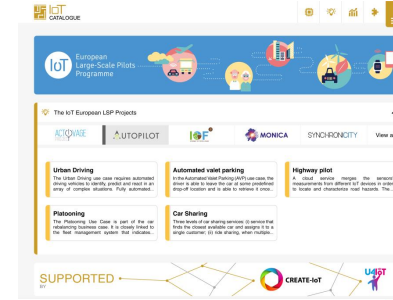 IoT
CATALOGUE
IoT
European
Large-Scale Pilots
Programme
The IoT European LSP Projects
ACTIVAGE
AUTOPILOT
IOF
MONICA
SYNCHRONICITY
View a
Urban Driving
The Urban Driving use case requires automated
driving vehicles to identify, predict and react in an
array of complex situations. Fully automated...
Automated valet parking
In the Automated Valet Parking (AVP) use case, the
driver is able to leave the car at some predefined
drop-off location and is able to retrieve it once...
Highway pilot
A cloud service merges the sensors'
measurements from different IoT devices in order
to locate and characterize road hazards. The...
Platooning
The Platooning Use Case is part of the car
rebalancing business case. It is closely linked to
the fleet management system that indicates...
Car Sharing
Three levels of car sharing services: (i) service that
finds the closest available car and assigns it to a
single customer; (ii) ride sharing, when multiple...
SUPPORTED
BY
CREATE-IoT
U4IoT